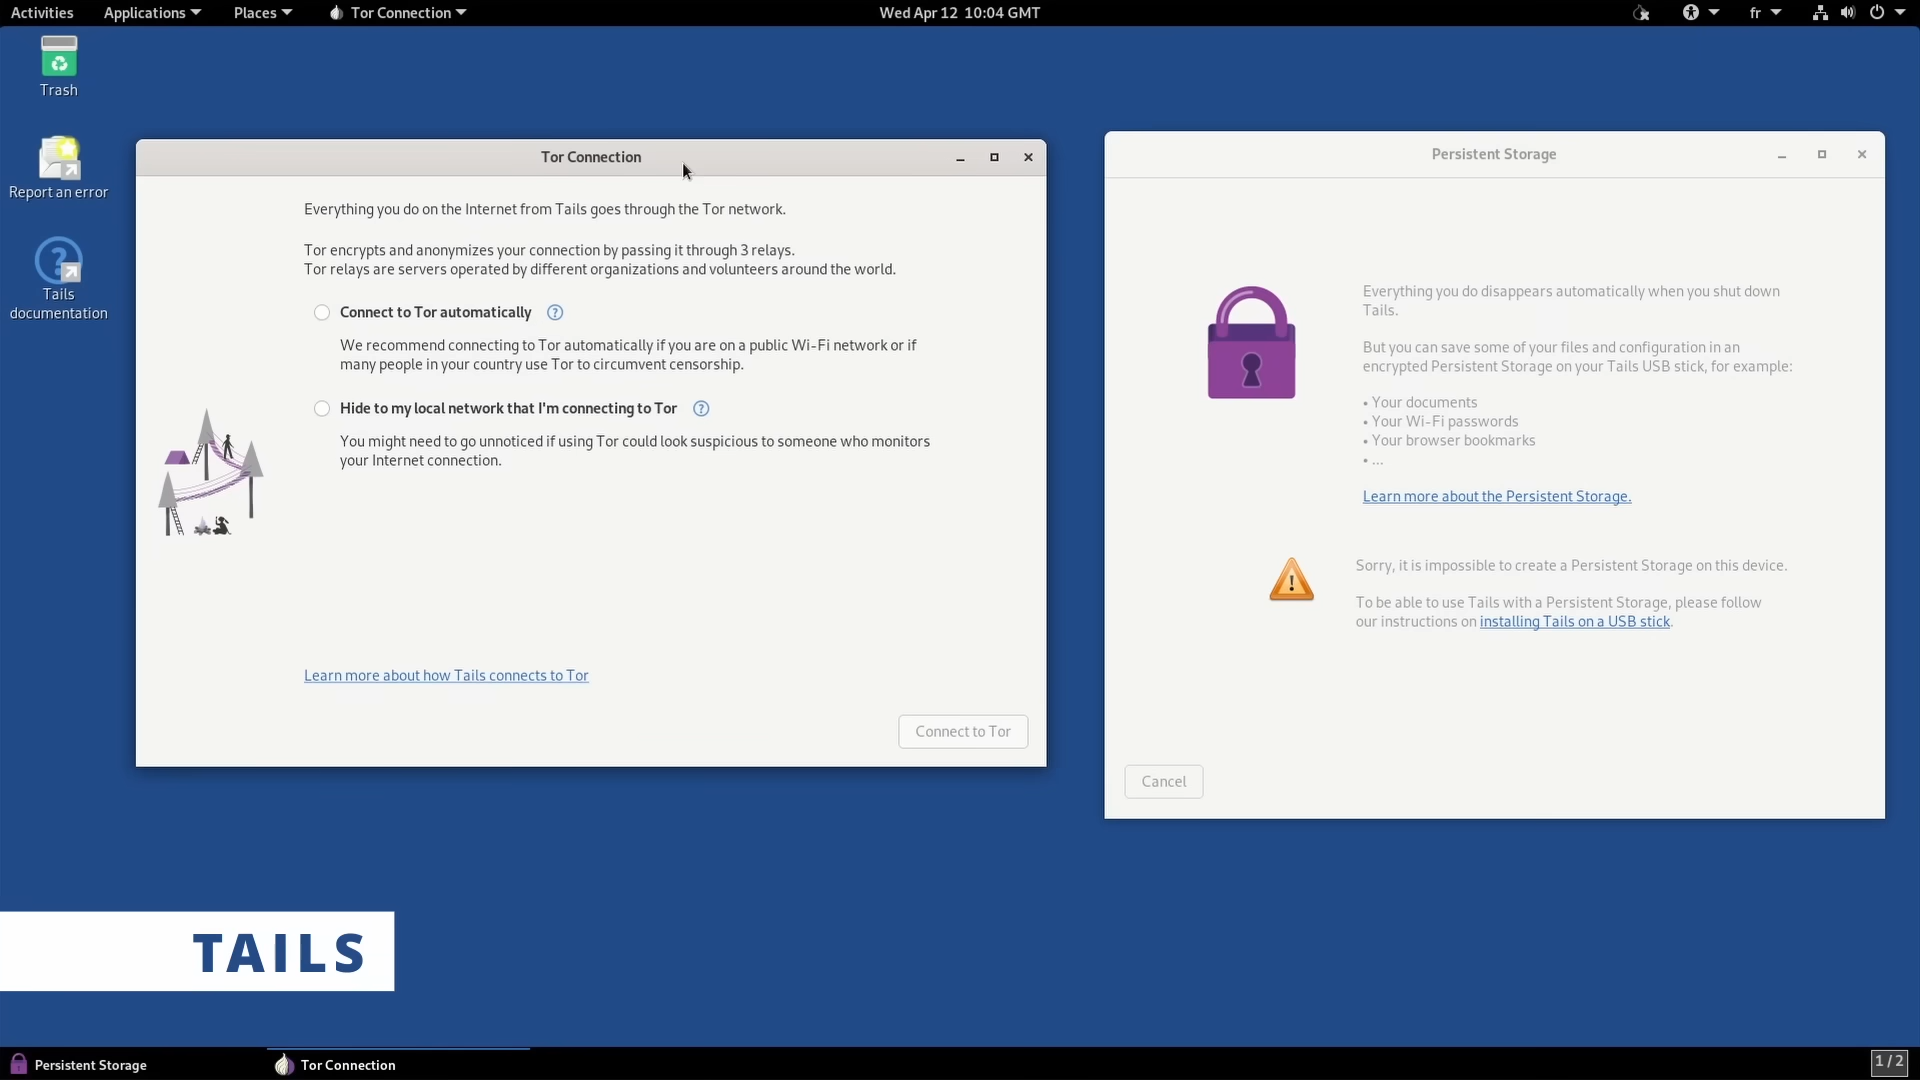 Activities
Applications
Places
Tor Connection
Wed Apr 12 10:04 GMT
fr
Trash
Report an error
Tails
documentation
Tor Connection
Everything you do on the Internet from Tails goes through the Tor network.
Tor encrypts and anonymizes your connection by passing it through 3 relays.
Tor relays are servers operated by different organizations and volunteers around the world.
Connect to Tor automatically
?
We recommend connecting to Tor automatically if you are on a public Wi-Fi network or if
many people in your country use Tor to circumvent censorship.
Hide to my local network that I'm connecting to Tor
?
You might need to go unnoticed if using Tor could look suspicious to someone who monitors
your Internet connection.
Learn more about how Tails connects to Tor
Connect to Tor
Persistent Storage
Everything you do disappears automatically when you shut down
Tails.
But you can save some of your files and configuration in an
encrypted Persistent Storage on your Tails USB stick, for example:
• Your documents
• Your Wi-Fi passwords
• Your browser bookmarks
• ...
Learn more about the Persistent Storage.
Sorry, it is impossible to create a Persistent Storage on this device.
To be able to use Tails with a Persistent Storage, please follow
our instructions on installing Tails on a USB stick.
Cancel
TAILS
Persistent Storage
Tor Connection
1 / 2